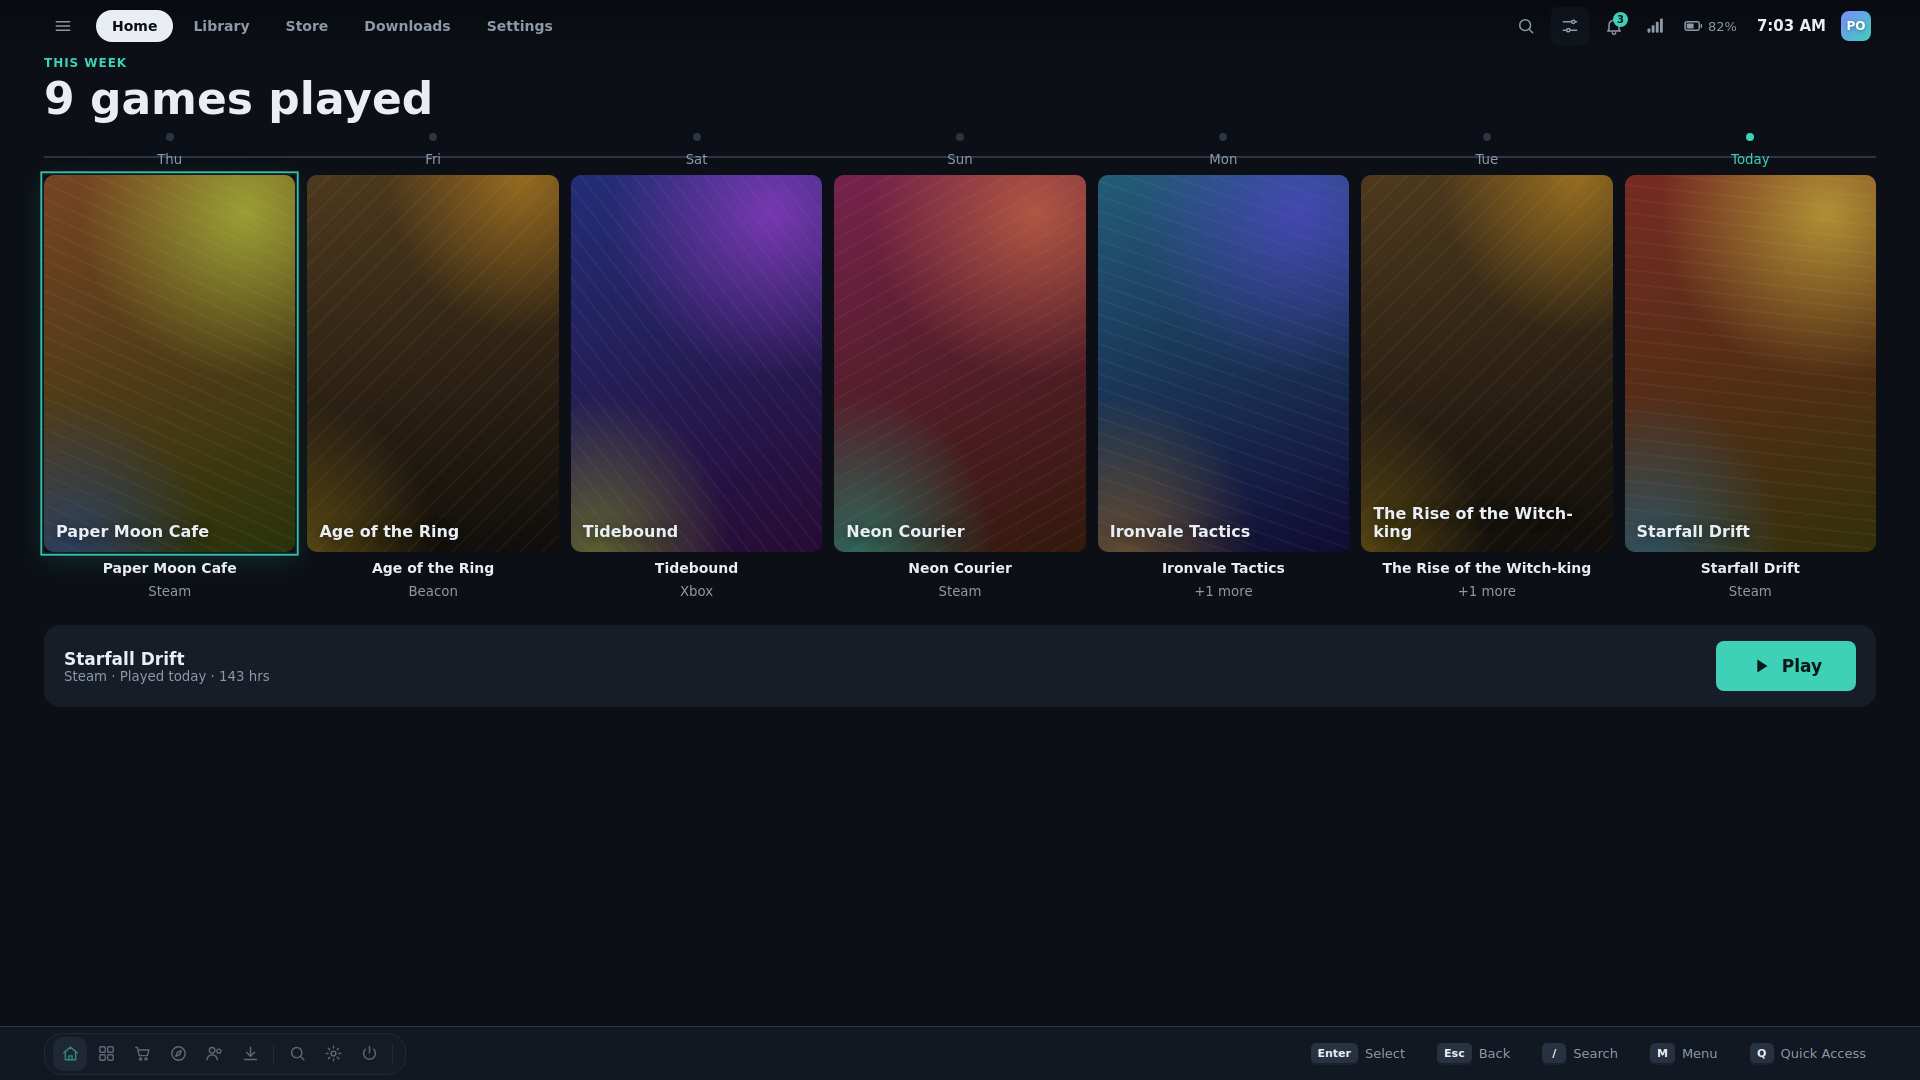 Home Library Store Downloads Settings
3 82% 7:03 AM PO
THIS WEEK
9 games played
Thu Fri Sat Sun Mon Tue Today
Paper Moon Cafe
Age of the Ring
Tidebound
Neon Courier
Ironvale Tactics
The Rise of the Witch-
king
Starfall Drift
Paper Moon Cafe
Steam
Age of the Ring
Beacon
Tidebound
Xbox
Neon Courier
Steam
Ironvale Tactics
+1 more
The Rise of the Witch-king
+1 more
Starfall Drift
Steam
Starfall Drift
Steam · Played today · 143 hrs
Play
Enter Select Esc Back / Search M Menu Q Quick Access